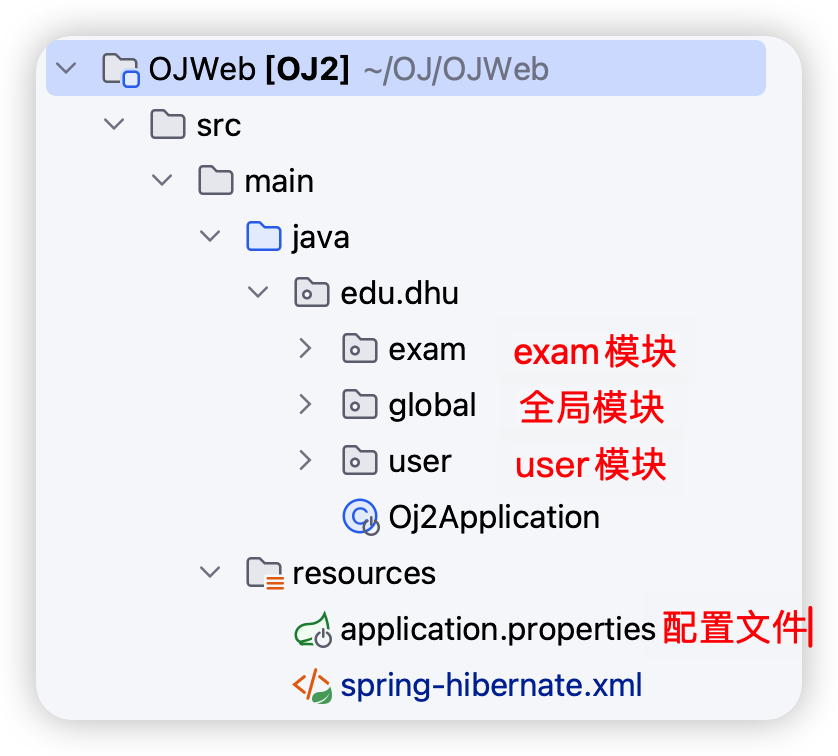 OJWeb [OJ2] ~/OJ/OJWeb
src
main
java
edu.dhu
exam exam模块
global 全局模块
user user模块
Oj2Application
resources
application.properties 配置文件
spring-hibernate.xml